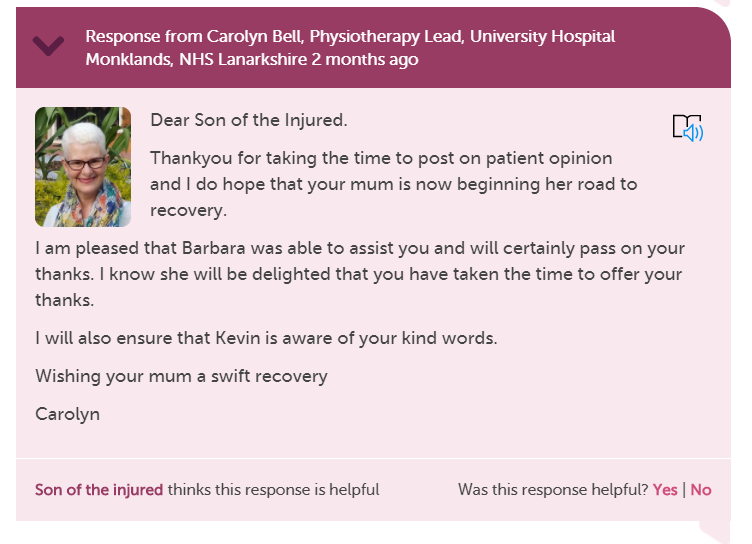 Response from Carolyn Bell, Physiotherapy Lead, University Hospital
Monklands, NHS Lanarkshire 2 months ago
Dear Son of the Injured.
Thankyou for taking the time to post on patient opinion
and I do hope that your mum is now beginning her road to
recovery.
I am pleased that Barbara was able to assist you and will certainly pass on your
thanks. I know she will be delighted that you have taken the time to offer your
thanks.
I will also ensure that Kevin is aware of your kind words.
Wishing your mum a swift recovery
Carolyn
Son of the injured thinks this response is helpful
Was this response helpful? Yes | No